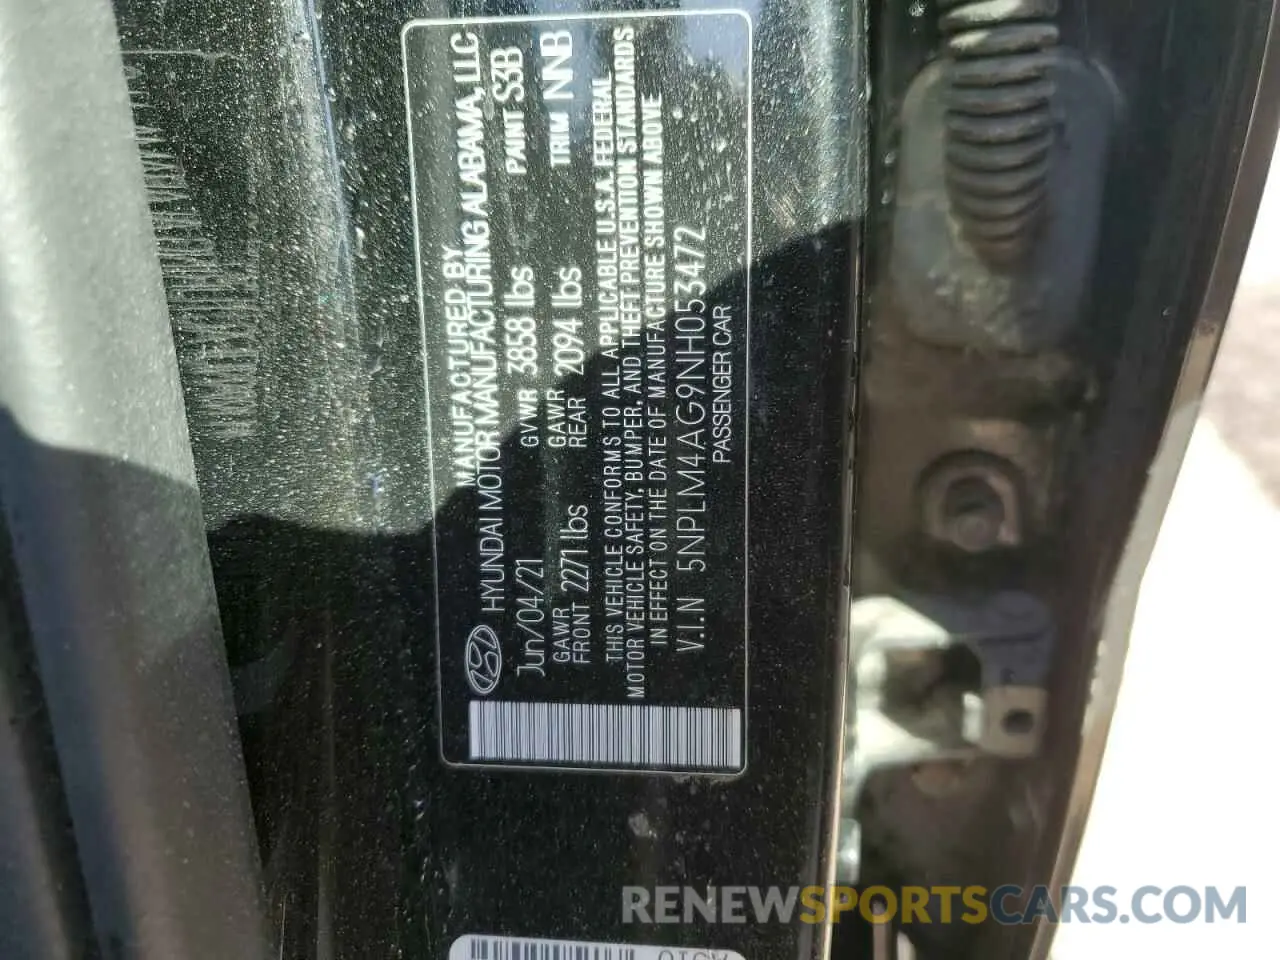 MANUFACTURED BY
HYUNDAI MOTOR MANUFACTURING ALABAMA, LLC
Jun/04/21 GVWR 3858 lbs PAINT S3B
GAWR FRONT 2271 lbs GAWR REAR 2094 lbs TRIM NNB
THIS VEHICLE CONFORMS TO ALL APPLICABLE U.S.A. FEDERAL
MOTOR VEHICLE SAFETY, BUMPER, AND THEFT PREVENTION STANDARDS
IN EFFECT ON THE DATE OF MANUFACTURE SHOWN ABOVE
V.I.N 5NPLM4AG9NH053472
PASSENGER CAR
RENEWSPORTSCARS.COM